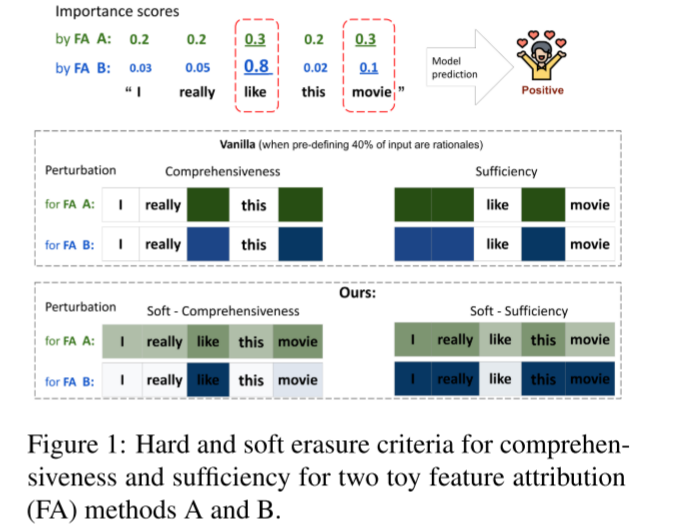 Importance scores
by FA A: 0.2 0.2 0.3 0.2 0.3
by FA B: 0.03 0.05 0.8 0.02 0.1
“ I really like this movie ”
Model prediction
Positive
Vanilla (when pre-defining 40% of input are rationales)
Perturbation Comprehensiveness Sufficiency
for FA A: I really this like movie
for FA B: I really this like movie
Ours:
Perturbation Soft - Comprehensiveness Soft - Sufficiency
for FA A: I really like this movie I really like this movie
for FA B: I really like this movie I really like this movie
Figure 1: Hard and soft erasure criteria for comprehen-
siveness and sufficiency for two toy feature attribution
(FA) methods A and B.